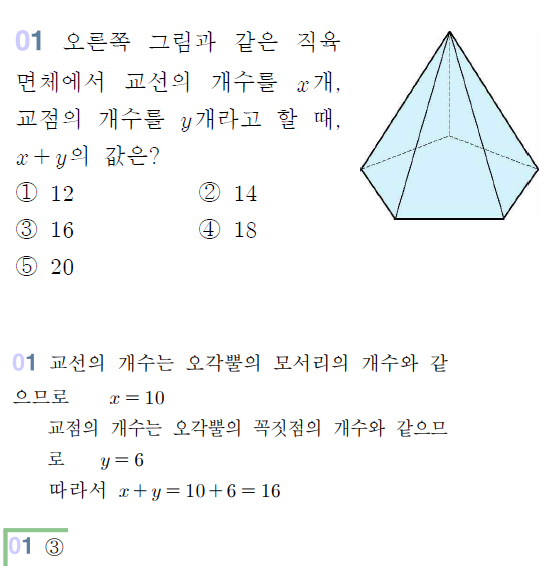 01 오른쪽 그림과 같은 직육
면체에서 교선의 개수를 x개,
교점의 개수를 y개라고 할 때,
x+y의 값은?
① 12 ② 14
③ 16 ④ 18
⑤ 20
01 교선의 개수는 오각뿔의 모서리의 개수와 같
으므로 x=10
교점의 개수는 오각뿔의 꼭짓점의 개수와 같으므
로 y=6
따라서 x+y=10+6=16
01 ③